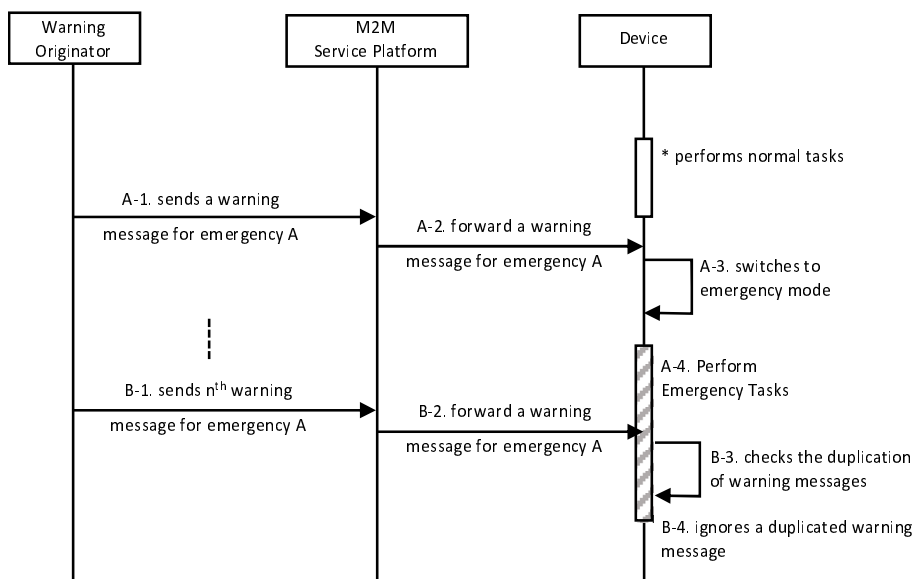 Warning
Originator
M2M
Service Platform
Device
* performs normal tasks
A-1. sends a warning
message for emergency A
A-2. forward a warning
message for emergency A
A-3. switches to
emergency mode
A-4. Perform
Emergency Tasks
B-1. sends nth warning
message for emergency A
B-2. forward a warning
message for emergency A
B-3. checks the duplication
of warning messages
B-4. ignores a duplicated warning
message